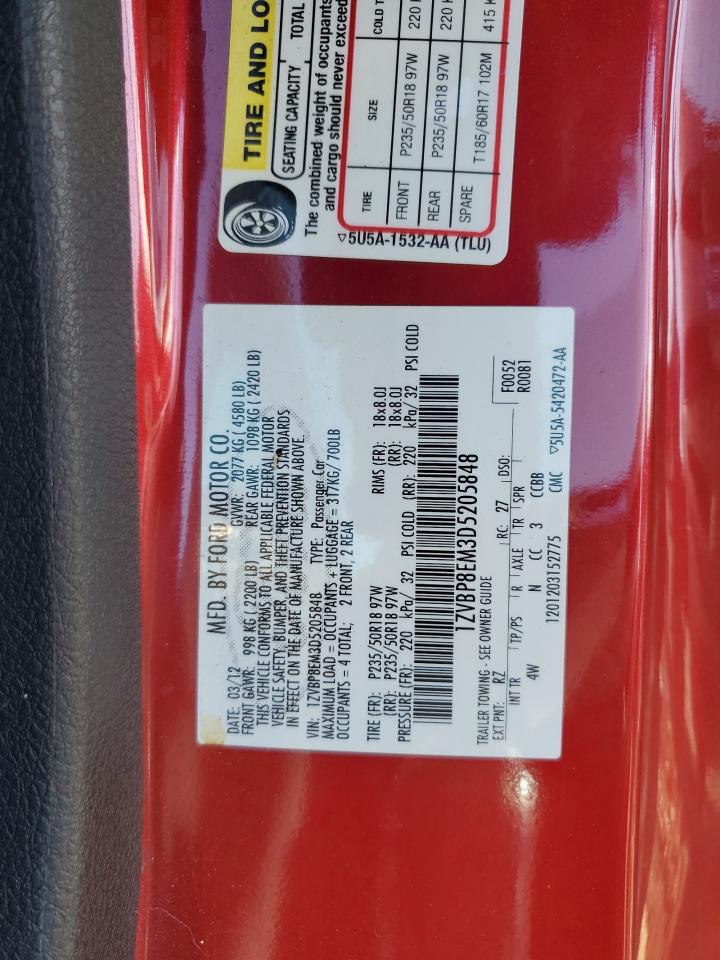 TIRE AND LO
SEATING CAPACITY TOTAL
The combined weight of occupants
and cargo should never exceed
TIRE SIZE COLD T
FRONT P235/50R18 97W 220
REAR P235/50R18 97W 220 K
SPARE T185/60R17 102M 415 K
▽5U5A-1532-AA (TLU)
MFD. BY FORD MOTOR CO.
DATE: 03/12 GVWR: 2077 KG ( 4580 LB)
FRONT GAWR: 998 KG ( 2200 LB) REAR GAWR: 1098 KG ( 2420 LB)
THIS VEHICLE CONFORMS TO ALL APPLICABLE FEDERAL MOTOR
VEHICLE SAFETY, BUMPER, AND THEFT PREVENTION STANDARDS
IN EFFECT ON THE DATE OF MANUFACTURE SHOWN ABOVE.
VIN: 1ZVBP8EM3D5205848 TYPE: Passenger Car
MAXIMUM LOAD = OCCUPANTS + LUGGAGE = 317KG/700LB
OCCUPANTS = 4 TOTAL; 2 FRONT, 2 REAR
TIRE (FR): P235/50R18 97W RIMS (FR): 18x8.0J
(RR): P235/50R18 97W (RR): 18x8.0J
PRESSURE (FR): 220 kPa/ 32 PSI COLD (RR): 220 kPa/ 32 PSI COLD
1ZVBP8EM3D5205848
TRAILER TOWING - SEE OWNER GUIDE F0052
EXT PNT: RZ RC: 27 DSO: R0081
INT TR TP/PS R AXLE TR SPR
4W N CC 3 CCBB
1201203152775 CMC ▽5U5A-5420472-AA